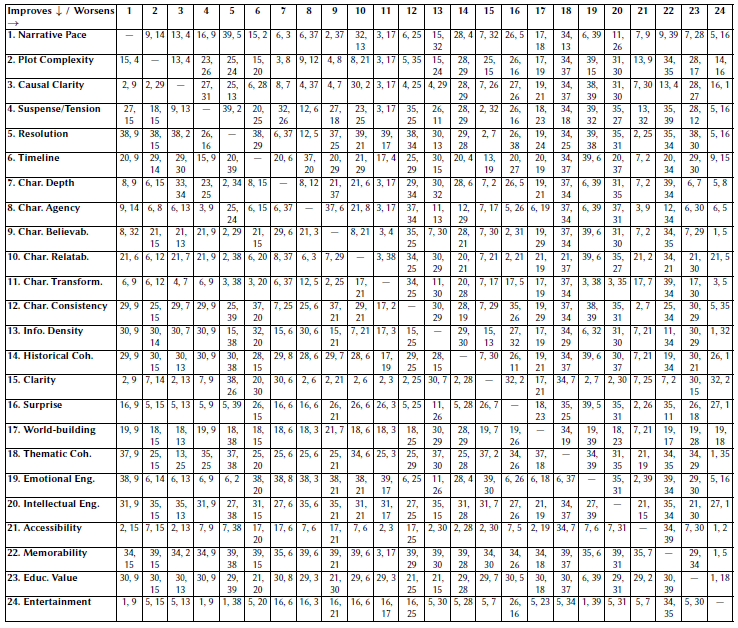 Improves ↓ / Worsens → 1 2 3 4 5 6 7 8 9 10 11 12 13 14 15 16 17 18 19 20 21 22 23 24
1. Narrative Pace — 9, 14 13, 4 16, 9 39, 5 15, 2 6, 3 6, 37 2, 37 32, 13 3, 17 6, 25 15, 32 28, 4 7, 32 26, 5 17, 18 34, 13 6, 39 11, 26 7, 9 9, 39 7, 28 5, 16
2. Plot Complexity 15, 4 — 13, 4 23, 26 25, 24 15, 20 3, 8 9, 12 4, 8 8, 21 3, 17 5, 35 15, 24 28, 29 25, 15 26, 16 17, 19 34, 37 39, 15 31, 30 13, 9 34, 35 28, 17 14, 16
3. Causal Clarity 2, 9 2, 29 — 27, 31 25, 13 6, 28 8, 7 4, 37 4, 7 30, 2 3, 17 4, 25 4, 29 28, 29 7, 26 27, 26 19, 21 34, 38 39, 37 31, 39 7, 30 13, 4 28, 27 16, 1
4. Suspense/Tension 27, 15 18, 15 9, 13 — 39, 2 20, 25 32, 26 12, 6 27, 18 23, 25 3, 17 35, 25 26, 11 28, 29 2, 32 26, 16 18, 23 34, 18 39, 32 35, 27 13, 32 35, 39 28, 12 5, 16
5. Resolution 38, 9 38, 15 38, 2 26, 16 — 38, 29 6, 37 12, 5 37, 25 39, 21 39, 17 38, 34 30, 13 29, 28 2, 7 26, 38 19, 24 34, 25 39, 38 35, 31 2, 25 35, 34 38, 30 5, 16
6. Timeline 20, 9 29, 14 29, 30 15, 9 20, 39 — 20, 6 37, 20 20, 29 21, 29 17, 4 25, 29 30, 15 20, 4 13, 19 20, 27 20, 19 34, 37 39, 6 20, 37 7, 2 20, 34 29, 30 9, 15
7. Char. Depth 8, 9 6, 15 33, 34 23, 25 2, 34 8, 15 — 8, 12 21, 37 21, 6 3, 17 29, 34 30, 32 28, 6 7, 2 26, 5 19, 21 34, 37 6, 39 31, 35 7, 2 39, 34 6, 7 5, 8
8. Char. Agency 9, 14 6, 8 6, 13 3, 9 25, 24 6, 15 6, 37 — 37, 6 21, 8 3, 17 37, 34 11, 13 12, 29 7, 17 5, 26 6, 19 37, 34 6, 39 37, 31 3, 9 12, 34 6, 30 6, 5
9. Char. Believab. 8, 32 21, 15 21, 13 21, 9 2, 29 21, 15 29, 6 21, 3 — 8, 21 3, 4 35, 25 7, 30 28, 21 7, 30 2, 31 19, 29 37, 34 39, 6 31, 30 7, 2 34, 35 7, 29 1, 5
10. Char. Relatab. 21, 6 6, 12 21, 7 21, 9 2, 38 6, 20 8, 37 6, 3 7, 29 — 3, 38 34, 25 30, 29 20, 21 7, 21 2, 21 21, 19 21, 37 39, 6 35, 27 21, 2 34, 21 21, 30 21, 5
11. Char. Transform. 6, 9 6, 12 4, 7 6, 9 3, 38 3, 20 6, 37 12, 5 2, 25 17, 21 — 34, 25 11, 30 20, 28 7, 17 17, 5 17, 19 37, 34 3, 38 3, 35 17, 7 39, 34 17, 30 3, 5
12. Char. Consistency 29, 9 25, 15 29, 7 29, 9 25, 39 37, 20 7, 25 25, 6 37, 21 29, 21 17, 2 — 30, 29 28, 19 7, 29 35, 26 19, 29 37, 34 38, 39 35, 31 2, 7 25, 34 30, 29 5, 35
13. Info. Density 30, 9 30, 14 30, 7 30, 9 15, 38 32, 20 15, 6 30, 6 15, 21 7, 21 17, 3 15, 25 — 29, 30 15, 13 27, 32 17, 19 34, 29 6, 32 31, 30 7, 21 11, 34 30, 29 1, 32
14. Historical Coh. 29, 9 30, 15 30, 13 30, 9 30, 38 28, 15 29, 8 28, 6 29, 7 28, 6 17, 19 29, 25 28, 15 — 7, 30 26, 11 19, 21 34, 37 39, 6 30, 37 7, 21 19, 34 30, 21 26, 1
15. Clarity 2, 9 7, 14 2, 13 7, 9 38, 26 20, 30 30, 6 2, 6 2, 21 2, 6 2, 3 2, 25 30, 7 2, 28 — 32, 2 17, 21 34, 7 2, 7 2, 30 7, 25 7, 2 30, 15 32, 2
16. Surprise 16, 9 5, 15 5, 13 5, 9 5, 39 26, 15 16, 6 16, 6 26, 21 26, 6 26, 3 5, 25 11, 26 5, 28 26, 7 — 18, 23 35, 25 39, 5 35, 31 2, 26 35, 11 26, 28 27, 1
17. World-building 19, 9 18, 15 18, 13 19, 9 18, 38 18, 15 18, 6 18, 3 21, 7 18, 6 18, 3 18, 25 30, 29 28, 29 19, 7 19, 26 — 19, 34 19, 39 18, 23 7, 21 19, 17 19, 28 19, 18
18. Thematic Coh. 37, 9 25, 15 13, 25 35, 25 37, 38 25, 20 25, 6 25, 6 25, 21 34, 6 25, 3 25, 29 37, 30 25, 28 37, 2 34, 26 37, 18 — 34, 39 31, 35 21, 19 34, 35 34, 29 1, 35
19. Emotional Eng. 38, 9 6, 14 6, 13 6, 9 6, 2 38, 20 38, 8 38, 3 38, 21 38, 21 39, 17 6, 25 11, 26 28, 4 39, 30 6, 26 6, 18 6, 37 — 35, 31 2, 39 39, 34 29, 30 5, 16
20. Intellectual Eng. 31, 9 35, 15 35, 13 31, 9 27, 38 31, 15 27, 6 35, 6 35, 21 31, 21 31, 17 27, 25 35, 15 31, 28 31, 7 27, 26 21, 19 34, 37 27, 39 — 21, 15 35, 34 21, 30 27, 1
21. Accessibility 2, 15 7, 15 2, 13 7, 9 7, 38 17, 20 17, 6 7, 6 17, 21 7, 6 2, 3 17, 25 2, 30 2, 28 2, 30 7, 5 2, 19 34, 7 7, 6 7, 31 — 34, 39 7, 30 1, 2
22. Memorability 34, 15 39, 15 34, 2 34, 9 39, 38 39, 15 35, 6 39, 6 39, 21 39, 6 3, 17 39, 29 39, 30 39, 28 34, 30 34, 26 34, 18 39, 37 35, 6 39, 31 35, 7 — 29, 34 1, 5
23. Educ. Value 30, 9 30, 15 30, 13 30, 9 29, 39 21, 20 30, 8 29, 3 21, 30 29, 6 29, 3 21, 25 21, 15 29, 28 29, 7 30, 5 30, 18 30, 37 6, 39 29, 31 29, 2 30, 39 — 1, 18
24. Entertainment 1, 9 5, 15 5, 13 1, 9 1, 38 5, 20 16, 6 16, 3 16, 21 16, 6 16, 17 16, 25 5, 30 5, 28 5, 7 26, 16 5, 23 5, 34 1, 39 5, 31 5, 7 34, 35 5, 30 —